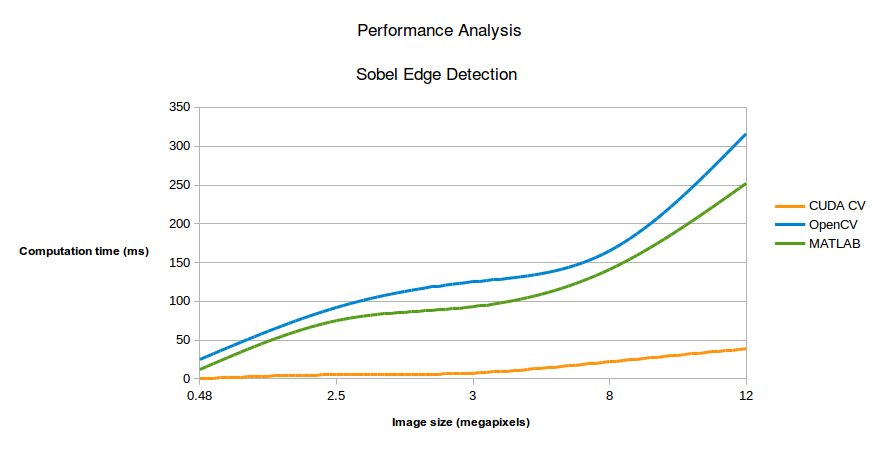 Performance Analysis
Sobel Edge Detection
350
300
250
200
150
100
50
0
Computation time (ms)
0.48 2.5 3 8 12
Image size (megapixels)
CUDA CV
OpenCV
MATLAB